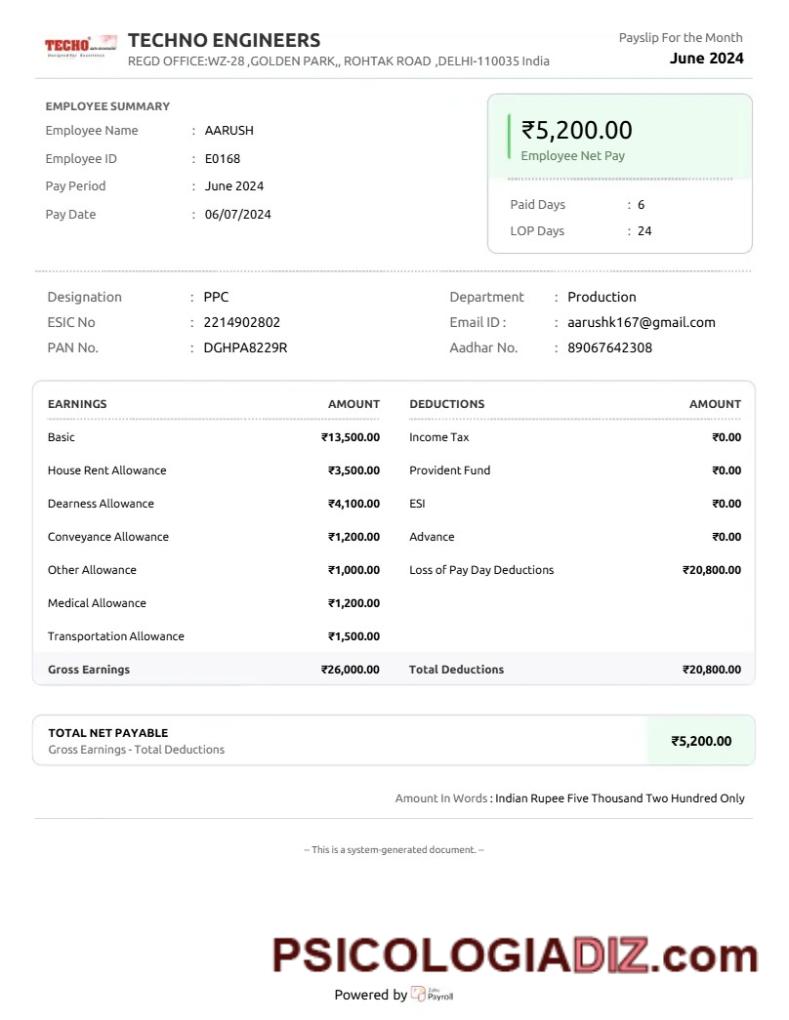 TECHO
TECHNO ENGINEERS
REGD OFFICE:WZ-28 ,GOLDEN PARK,, ROHTAK ROAD ,DELHI-110035 India
Payslip For the Month
June 2024
EMPLOYEE SUMMARY
Employee Name : AARUSH
Employee ID : E0168
Pay Period : June 2024
Pay Date : 06/07/2024
₹5,200.00
Employee Net Pay
Paid Days : 6
LOP Days : 24
Designation : PPC
ESIC No : 2214902802
PAN No. : DGHPA8229R
Department : Production
Email ID : : aarushk167@gmail.com
Aadhar No. : 89067642308
EARNINGS AMOUNT DEDUCTIONS AMOUNT
Basic ₹13,500.00 Income Tax ₹0.00
House Rent Allowance ₹3,500.00 Provident Fund ₹0.00
Dearness Allowance ₹4,100.00 ESI ₹0.00
Conveyance Allowance ₹1,200.00 Advance ₹0.00
Other Allowance ₹1,000.00 Loss of Pay Day Deductions ₹20,800.00
Medical Allowance ₹1,200.00
Transportation Allowance ₹1,500.00
Gross Earnings ₹26,000.00 Total Deductions ₹20,800.00
TOTAL NET PAYABLE
Gross Earnings - Total Deductions
₹5,200.00
Amount In Words : Indian Rupee Five Thousand Two Hundred Only
-- This is a system-generated document. --
PSICOLOGIADIZ.com
Powered by Zoho Payroll